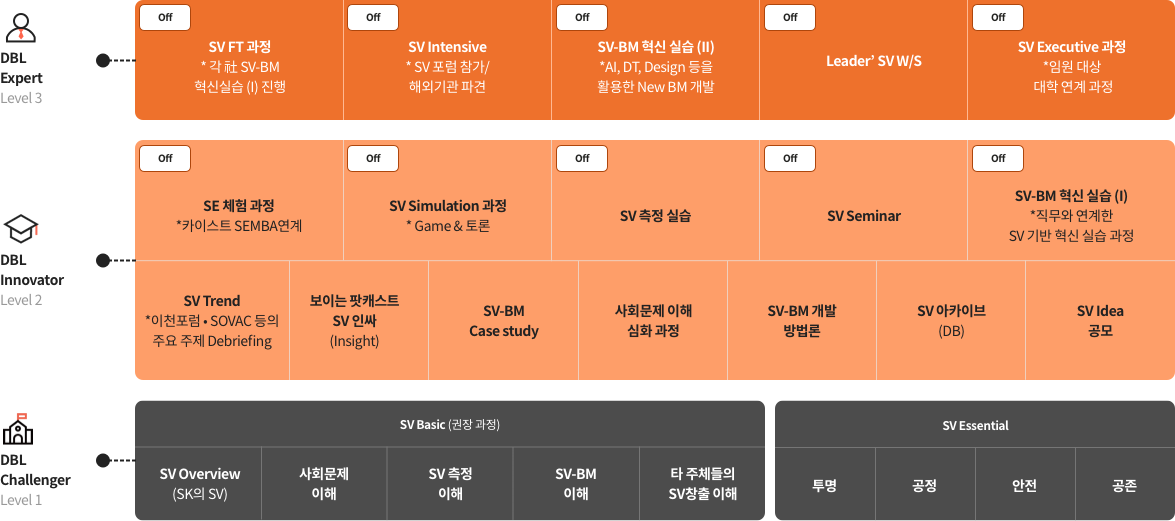 DBL
Expert
Level 3
Off
SV FT 과정
* 각 社 SV-BM
혁신실습 (I) 진행
Off
SV Intensive
* SV 포럼 참가/
해외기관 파견
Off
SV-BM 혁신 실습 (II)
*AI, DT, Design 등을
활용한 New BM 개발
Off
Leader’ SV W/S
Off
SV Executive 과정
*임원 대상
대학 연계 과정
DBL
Innovator
Level 2
Off
SE 체험 과정
*카이스트 SEMBA연계
Off
SV Simulation 과정
* Game & 토론
Off
SV 측정 실습
Off
SV Seminar
Off
SV-BM 혁신 실습 (I)
*직무와 연계한
SV 기반 혁신 실습 과정
SV Trend
*이천포럼 • SOVAC 등의
주요 주제 Debriefing
보이는 팟캐스트
SV 인싸
(Insight)
SV-BM
Case study
사회문제 이해
심화 과정
SV-BM 개발
방법론
SV 아카이브
(DB)
SV Idea
공모
DBL
Challenger
Level 1
SV Basic (권장 과정)
SV Overview
(SK의 SV)
사회문제
이해
SV 측정
이해
SV-BM
이해
타 주체들의
SV창출 이해
SV Essential
투명
공정
안전
공존